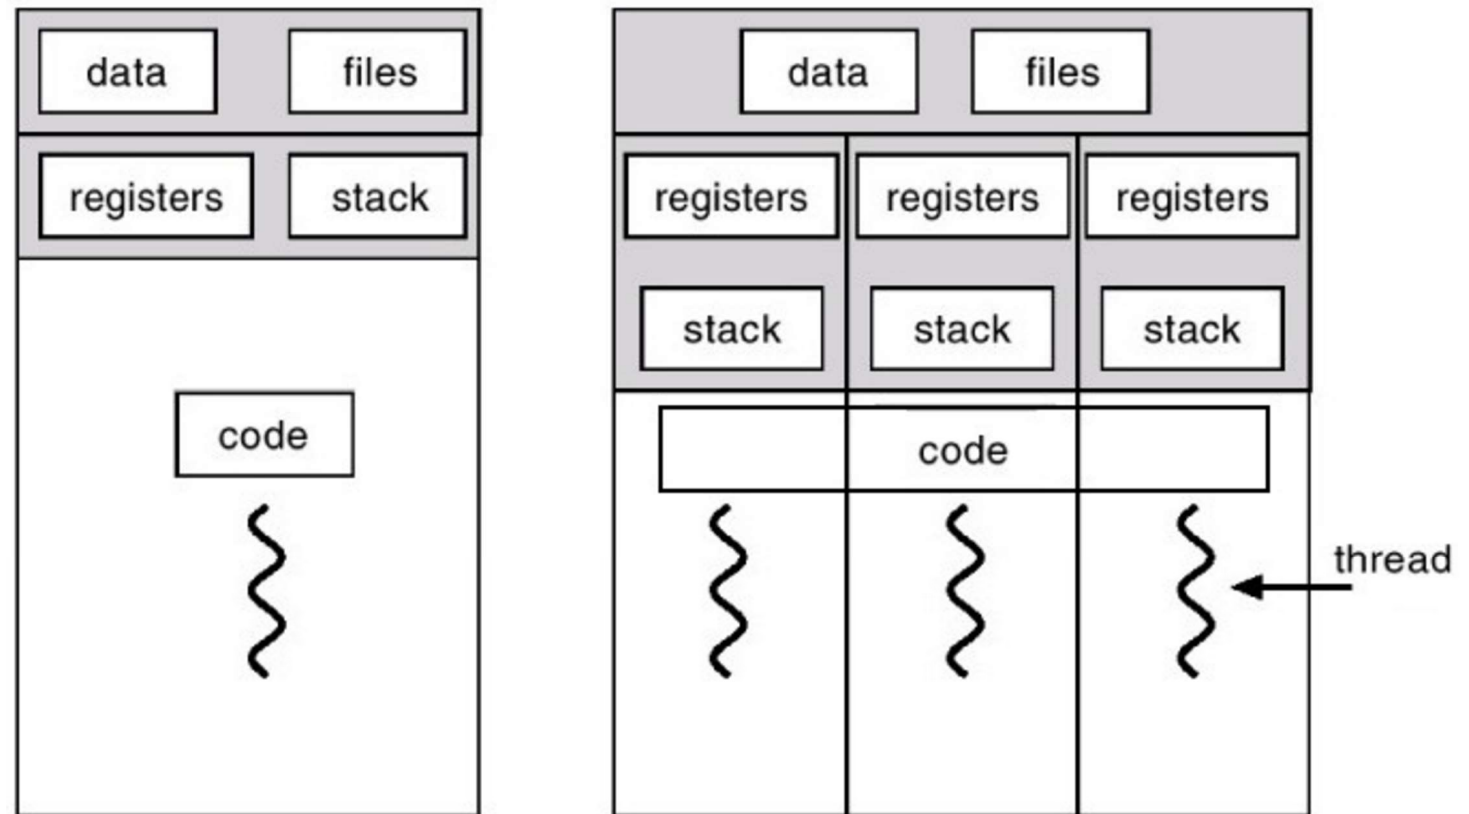 data files
registers stack
code
data files
registers registers registers
stack stack stack
code
thread